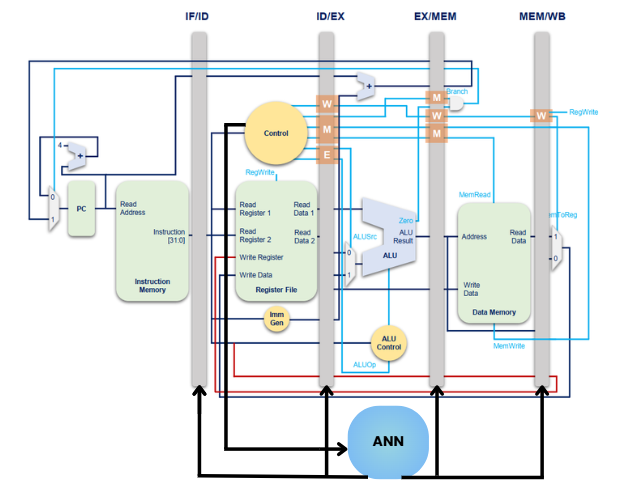 IF/ID
ID/EX
EX/MEM
MEM/WB
+
Branch
W
M
W
W
RegWrite
Control
M
M
4
+
E
RegWrite
MemRead
0
PC
Read
Address
Read
Register 1
Read
Data 1
Zero
mToReg
1
Instruction
[31:0]
Read
Register 2
Read
Data 2
ALUSrc
ALU
Result
Address
Read
Data
1
0
ALU
0
Write Register
Write Data
1
Instruction
Memory
Register File
Write
Data
Data Memory
Imm
Gen
ALU
Control
MemWrite
ALUOp
ANN